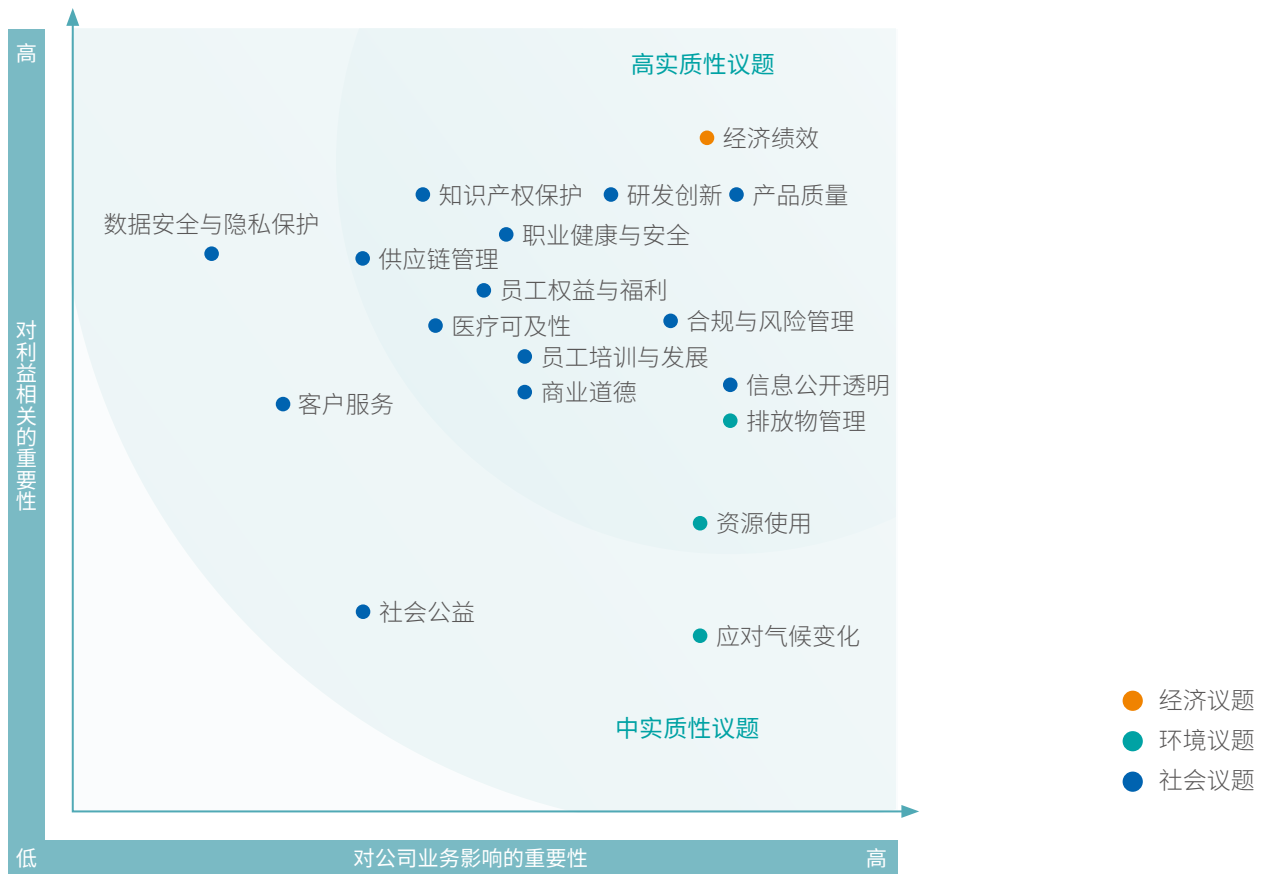 高
高实质性议题
经济绩效
知识产权保护
研发创新
产品质量
数据安全与隐私保护
职业健康与安全
供应链管理
员工权益与福利
合规与风险管理
医疗可及性
员工培训与发展
信息公开透明
商业道德
客户服务
排放物管理
对利益相关的重要性
资源使用
社会公益
应对气候变化
中实质性议题
经济议题
环境议题
社会议题
低
对公司业务影响的重要性
高